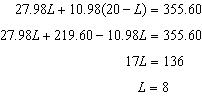 27.98L + 10.98(20 − L) = 355.60
27.98L + 219.60 − 10.98L = 355.60
17L = 136
L = 8